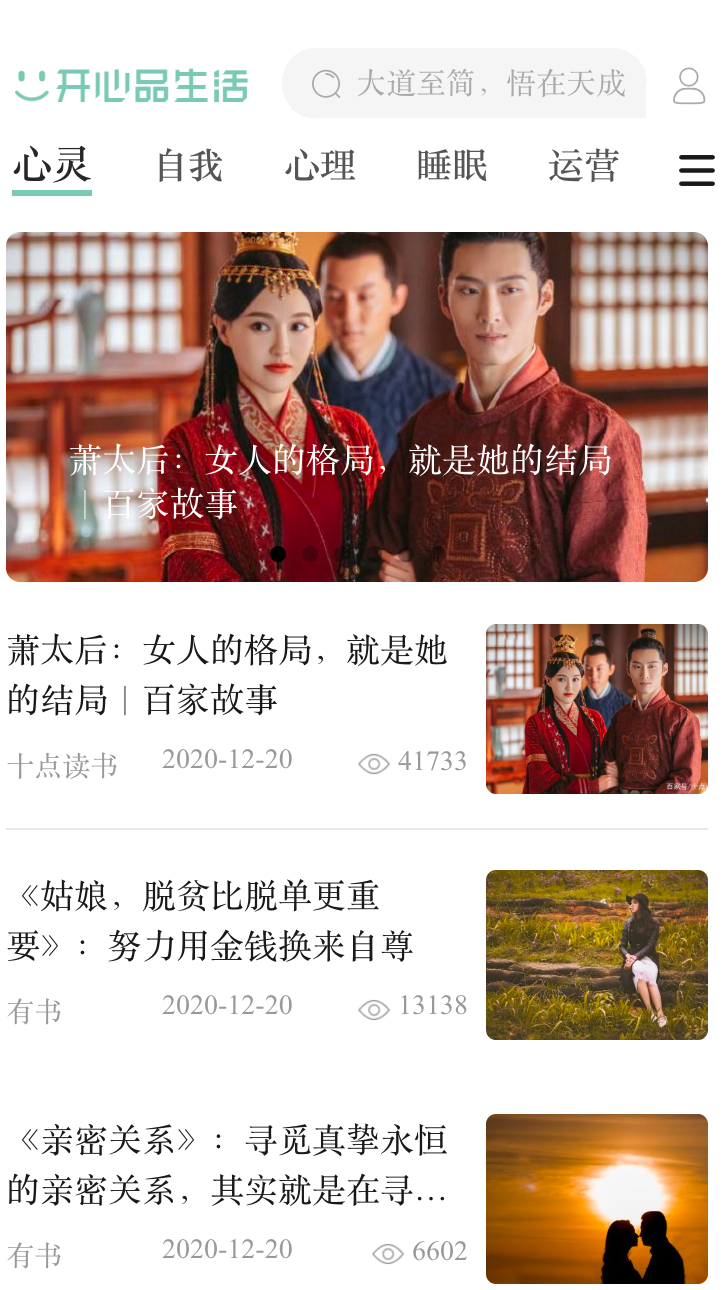 开心品生活
大道至简，悟在天成
心灵 自我 心理 睡眠 运营
萧太后：女人的格局，就是她的结局
｜百家故事
萧太后：女人的格局，就是她
的结局｜百家故事
十点读书 2020-12-20 41733
《姑娘，脱贫比脱单更重
要》：努力用金钱换来自尊
有书 2020-12-20 13138
《亲密关系》：寻觅真挚永恒
的亲密关系，其实就是在寻...
有书 2020-12-20 6602